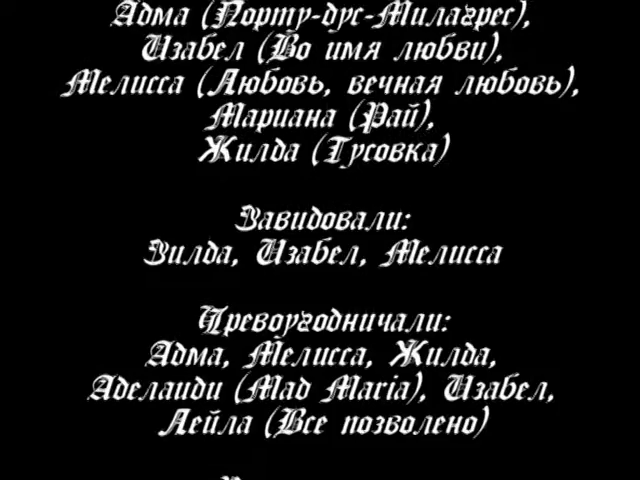 Адма (Порту-дус-Милагрес),
Изабел (Во имя любви),
Мелисса (Любовь, вечная любовь),
Мариана (Рай),
Жилда (Тусовка)
Завидовали:
Зилда, Изабел, Мелисса
Чревоугодничали:
Адма, Мелисса, Жилда,
Аделаиди (Mad Maria), Изабел,
Лейла (Все позволено)